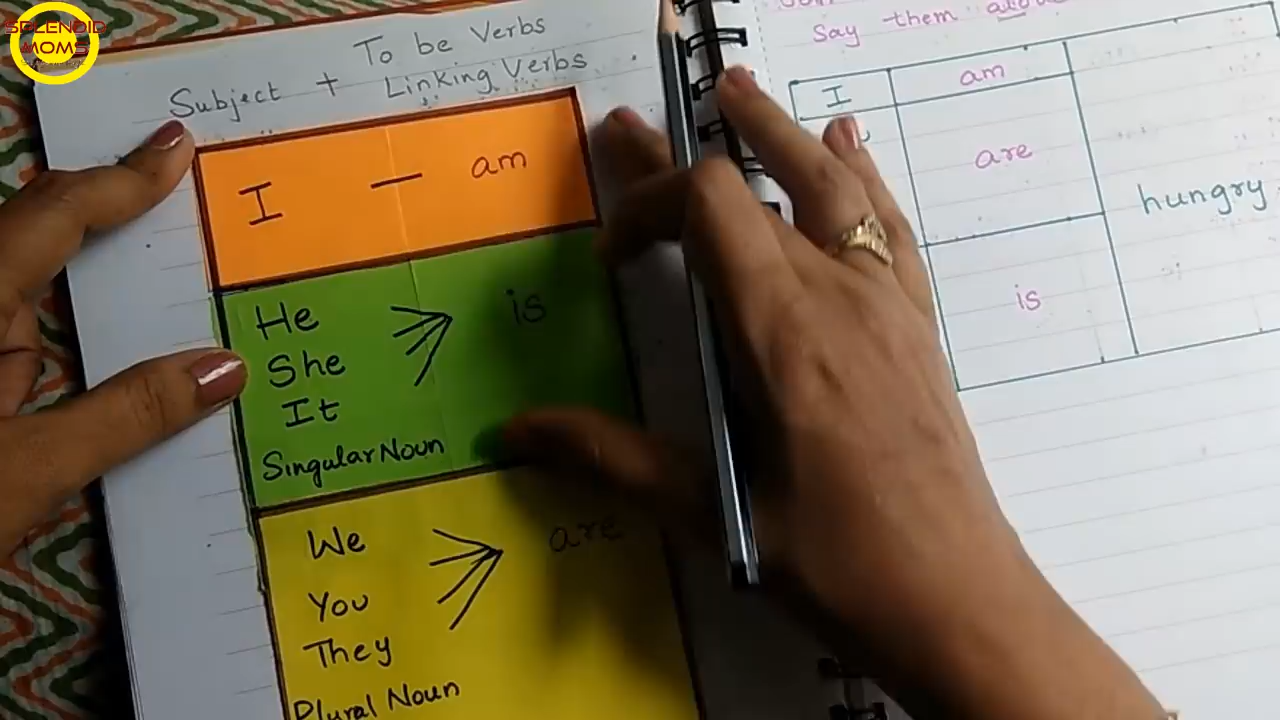 SPLENOID
MOMS
To be Verbs
Subject + Linking Verbs
I — am
He
She
It
Singular Noun
is
We
You
They
Plural Noun
are
Say them
I am
are
is
hungry